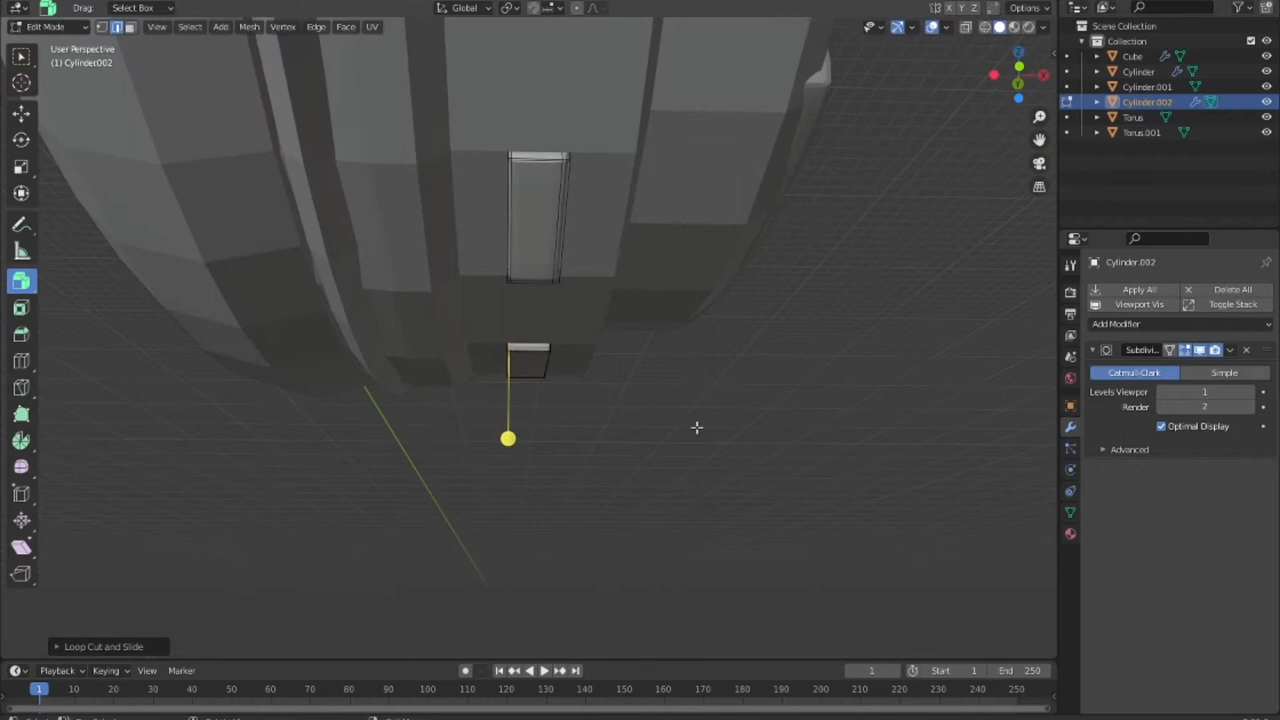 Drag: Select Box Global Options
Edit Mode View Select Add Mesh Vertex Edge Face UV
User Perspective
(1) Cylinder.002
X
X Y Z
Y
Scene Collection
Collection
Cube
Cylinder
Cylinder.001
Cylinder.002
Torus
Torus.001
Cylinder.002
Apply All Delete All
Viewport Vis Toggle Stack
Add Modifier
Subdivi...
Catmull-Clark Simple
Levels Viewpor 1
Render 2
Optimal Display
Advanced
Loop Cut and Slide
Playback Keying View Marker 1 Start 1 End 250
1 10 20 30 40 50 60 70 80 90 100 110 120 130 140 150 160 170 180 190 200 210 220 230 240 250